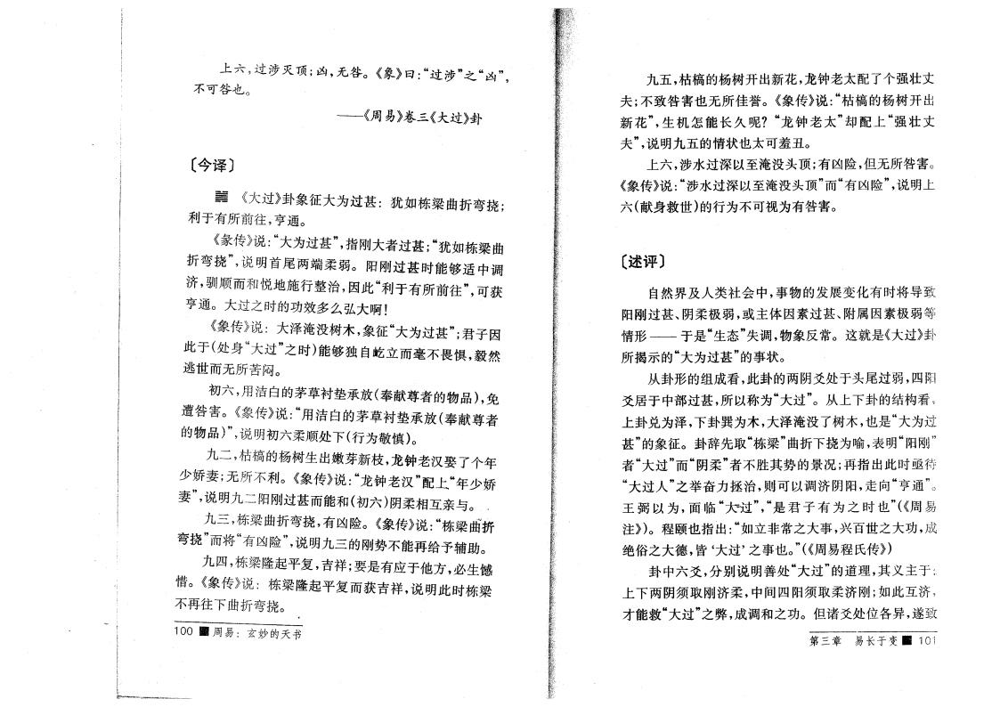 上六，过涉灭顶；凶，无咎。《象》曰：“过涉”之“凶”，
不可咎也。
——《周易》卷三《大过》卦
〔今译〕
䷛ 《大过》卦象征大为过甚：犹如栋梁曲折弯挠；
利于有所前往，亨通。
《彖传》说：“大为过甚”，指刚大者过甚；“犹如栋梁曲
折弯挠”，说明首尾两端柔弱。阳刚过甚时能够适中调
济，驯顺而和悦地施行整治，因此“利于有所前往”，可获
亨通。大过之时的功效多么弘大啊！
《象传》说：大泽淹没树木，象征“大为过甚”；君子因
此于(处身“大过”之时)能够独自屹立而毫不畏惧，毅然
逃世而无所苦闷。
初六，用洁白的茅草衬垫承放(奉献尊者的物品)，免
遭咎害。《象传》说：“用洁白的茅草衬垫承放(奉献尊者
的物品)”，说明初六柔顺处下(行为敬慎)。
九二，枯槁的杨树生出嫩芽新枝，龙钟老汉娶了个年
少娇妻；无所不利。《象传》说：“龙钟老汉”配上“年少娇
妻”，说明九二阳刚过甚而能和(初六)阴柔相互亲与。
九三，栋梁曲折弯挠，有凶险。《象传》说：“栋梁曲折
弯挠”而将“有凶险”，说明九三的刚势不能再给予辅助。
九四，栋梁隆起平复，吉祥；要是有应于他方，必生憾
惜。《象传》说：栋梁隆起平复而获吉祥，说明此时栋梁
不再往下曲折弯挠。
100 ■ 周易：玄妙的天书
九五，枯槁的杨树开出新花，龙钟老太配了个强壮丈
夫；不致咎害也无所佳誉。《象传》说：“枯槁的杨树开出
新花”，生机怎能长久呢？“龙钟老太”却配上“强壮丈
夫”，说明九五的情状也太可羞丑。
上六，涉水过深以至淹没头顶；有凶险，但无所咎害。
《象传》说：“涉水过深以至淹没头顶”而“有凶险”，说明上
六(献身救世)的行为不可视为有咎害。
〔述评〕
自然界及人类社会中，事物的发展变化有时将导致
阳刚过甚、阴柔极弱，或主体因素过甚、附属因素极弱等
情形——于是“生态”失调，物象反常。这就是《大过》卦
所揭示的“大为过甚”的事状。
从卦形的组成看，此卦的两阴爻处于头尾过弱，四阳
爻居于中部过甚，所以称为“大过”。从上下卦的结构看，
上卦兑为泽，下卦巽为木，大泽淹没了树木，也是“大为过
甚”的象征。卦辞先取“栋梁”曲折下挠为喻，表明“阳刚”
者“大过”而“阴柔”者不胜其势的景况；再指出此时亟待
“大过人”之举奋力拯治，则可以调济阴阳，走向“亨通”。
王弼以为，面临“大过”，“是君子有为之时也”(《周易
注》)。程颐也指出：“如立非常之大事，兴百世之大功，成
绝俗之大德，皆‘大过’之事也。”(《周易程氏传》)
卦中六爻，分别说明善处“大过”的道理，其义主于：
上下两阴须取刚济柔，中间四阳须取柔济刚；如此互济，
才能救“大过”之弊，成调和之功。但诸爻处位各异，遂致
第三章 易长于变 ■ 101